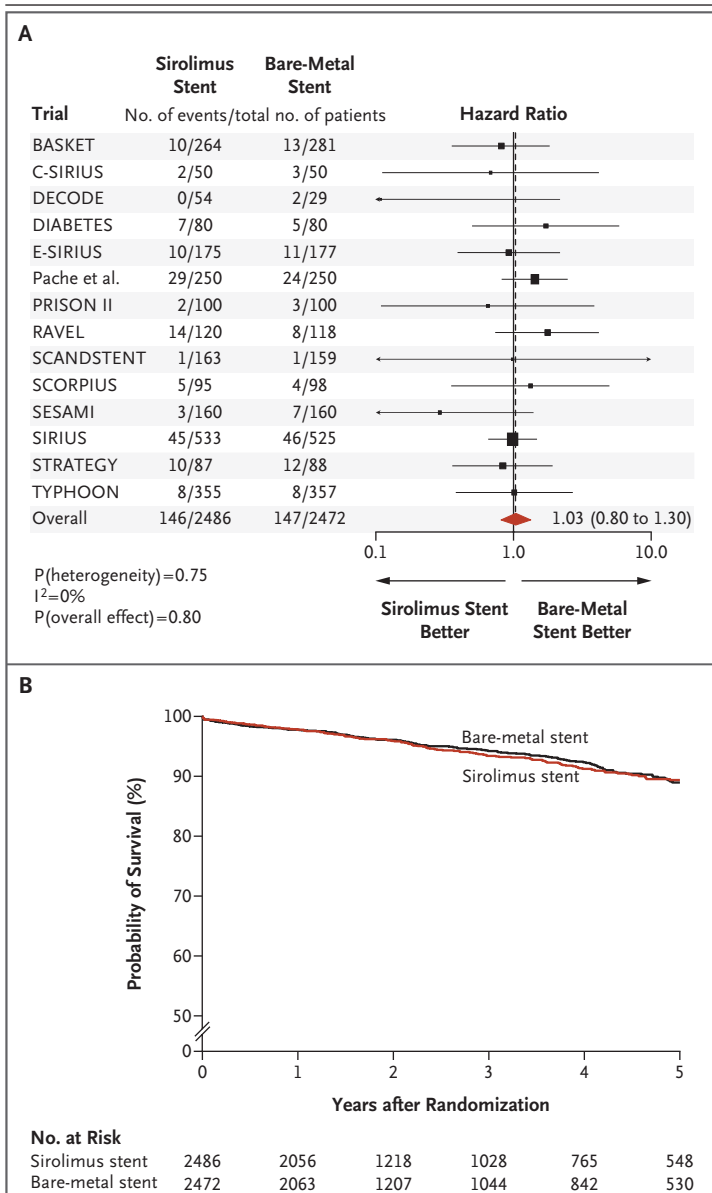 A
Sirolimus Stent Bare-Metal Stent
Trial No. of events/total no. of patients Hazard Ratio
BASKET 10/264 13/281
C-SIRIUS 2/50 3/50
DECODE 0/54 2/29
DIABETES 7/80 5/80
E-SIRIUS 10/175 11/177
Pache et al. 29/250 24/250
PRISON II 2/100 3/100
RAVEL 14/120 8/118
SCANDSTENT 1/163 1/159
SCORPIUS 5/95 4/98
SESAMI 3/160 7/160
SIRIUS 45/533 46/525
STRATEGY 10/87 12/88
TYPHOON 8/355 8/357
Overall 146/2486 147/2472 1.03 (0.80 to 1.30)
0.1 1.0 10.0
P(heterogeneity)=0.75
I²=0%
P(overall effect)=0.80
Sirolimus Stent Better
Bare-Metal Stent Better
B
Probability of Survival (%)
100
90
80
70
60
50
0
Bare-metal stent
Sirolimus stent
0 1 2 3 4 5
Years after Randomization
No. at Risk
Sirolimus stent 2486 2056 1218 1028 765 548
Bare-metal stent 2472 2063 1207 1044 842 530